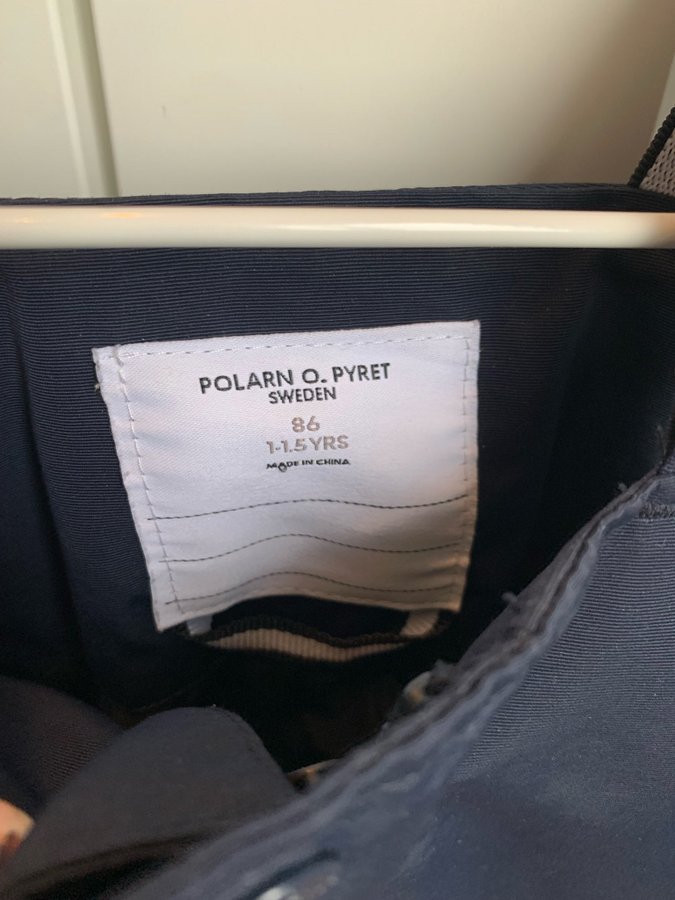 POLARN O. PYRET
SWEDEN
86
1-1.5 YRS
MADE IN CHINA